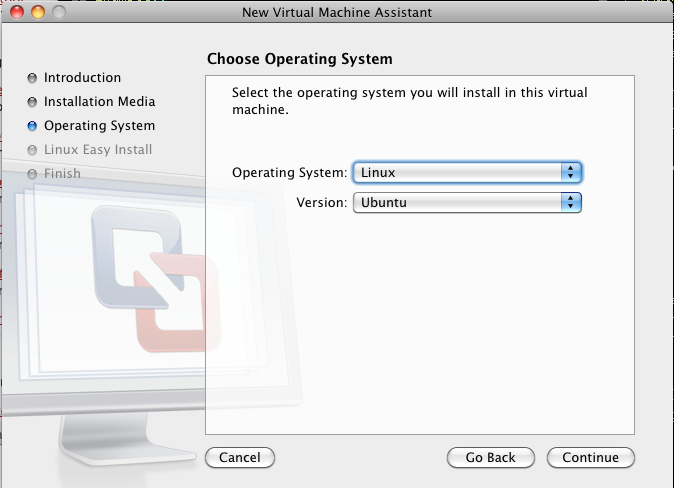 New Virtual Machine Assistant
Choose Operating System
Introduction
Installation Media
Operating System
Linux Easy Install
Finish
Select the operating system you will install in this virtual
machine.
Operating System: Linux
Version: Ubuntu
Cancel
Go Back
Continue